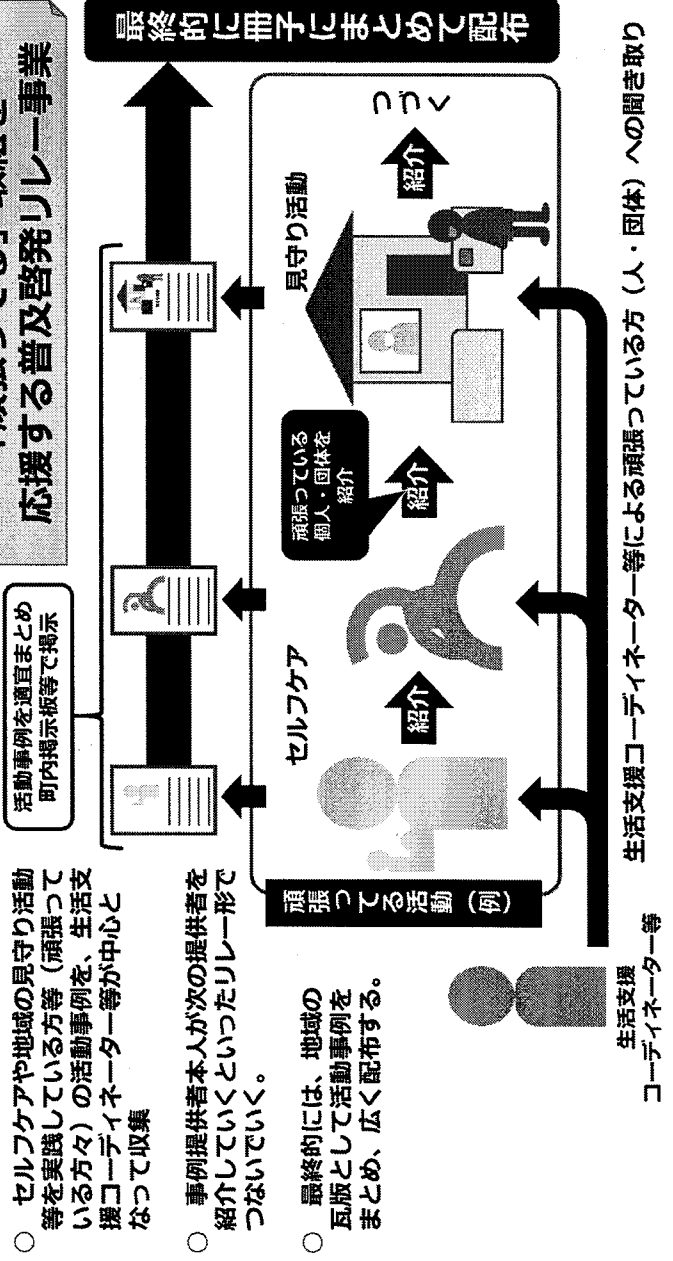 応援する普及啓発リレー事業
○ セルフケアや地域の見守り活動
等を実践している方等（頑張って
いる方々）の活動事例を、生活支
援コーディネーター等が中心と
なって収集
○ 事例提供者本人が次の提供者を
紹介していくといったリレー形で
つないでいく。
○ 最終的には、地域の
瓦版として活動事例を
まとめ、広く配布する。
活動事例を適宜まとめ
町内掲示板等で掲示
最終的に冊子にまとめて配布
頑張ってる活動（例）
セルフケア
紹介
頑張っている
個人・団体を
紹介
紹介
見守り活動
紹介
つづく
生活支援
コーディネーター等
生活支援コーディネーター等による頑張っている方（人・団体）への聞き取り